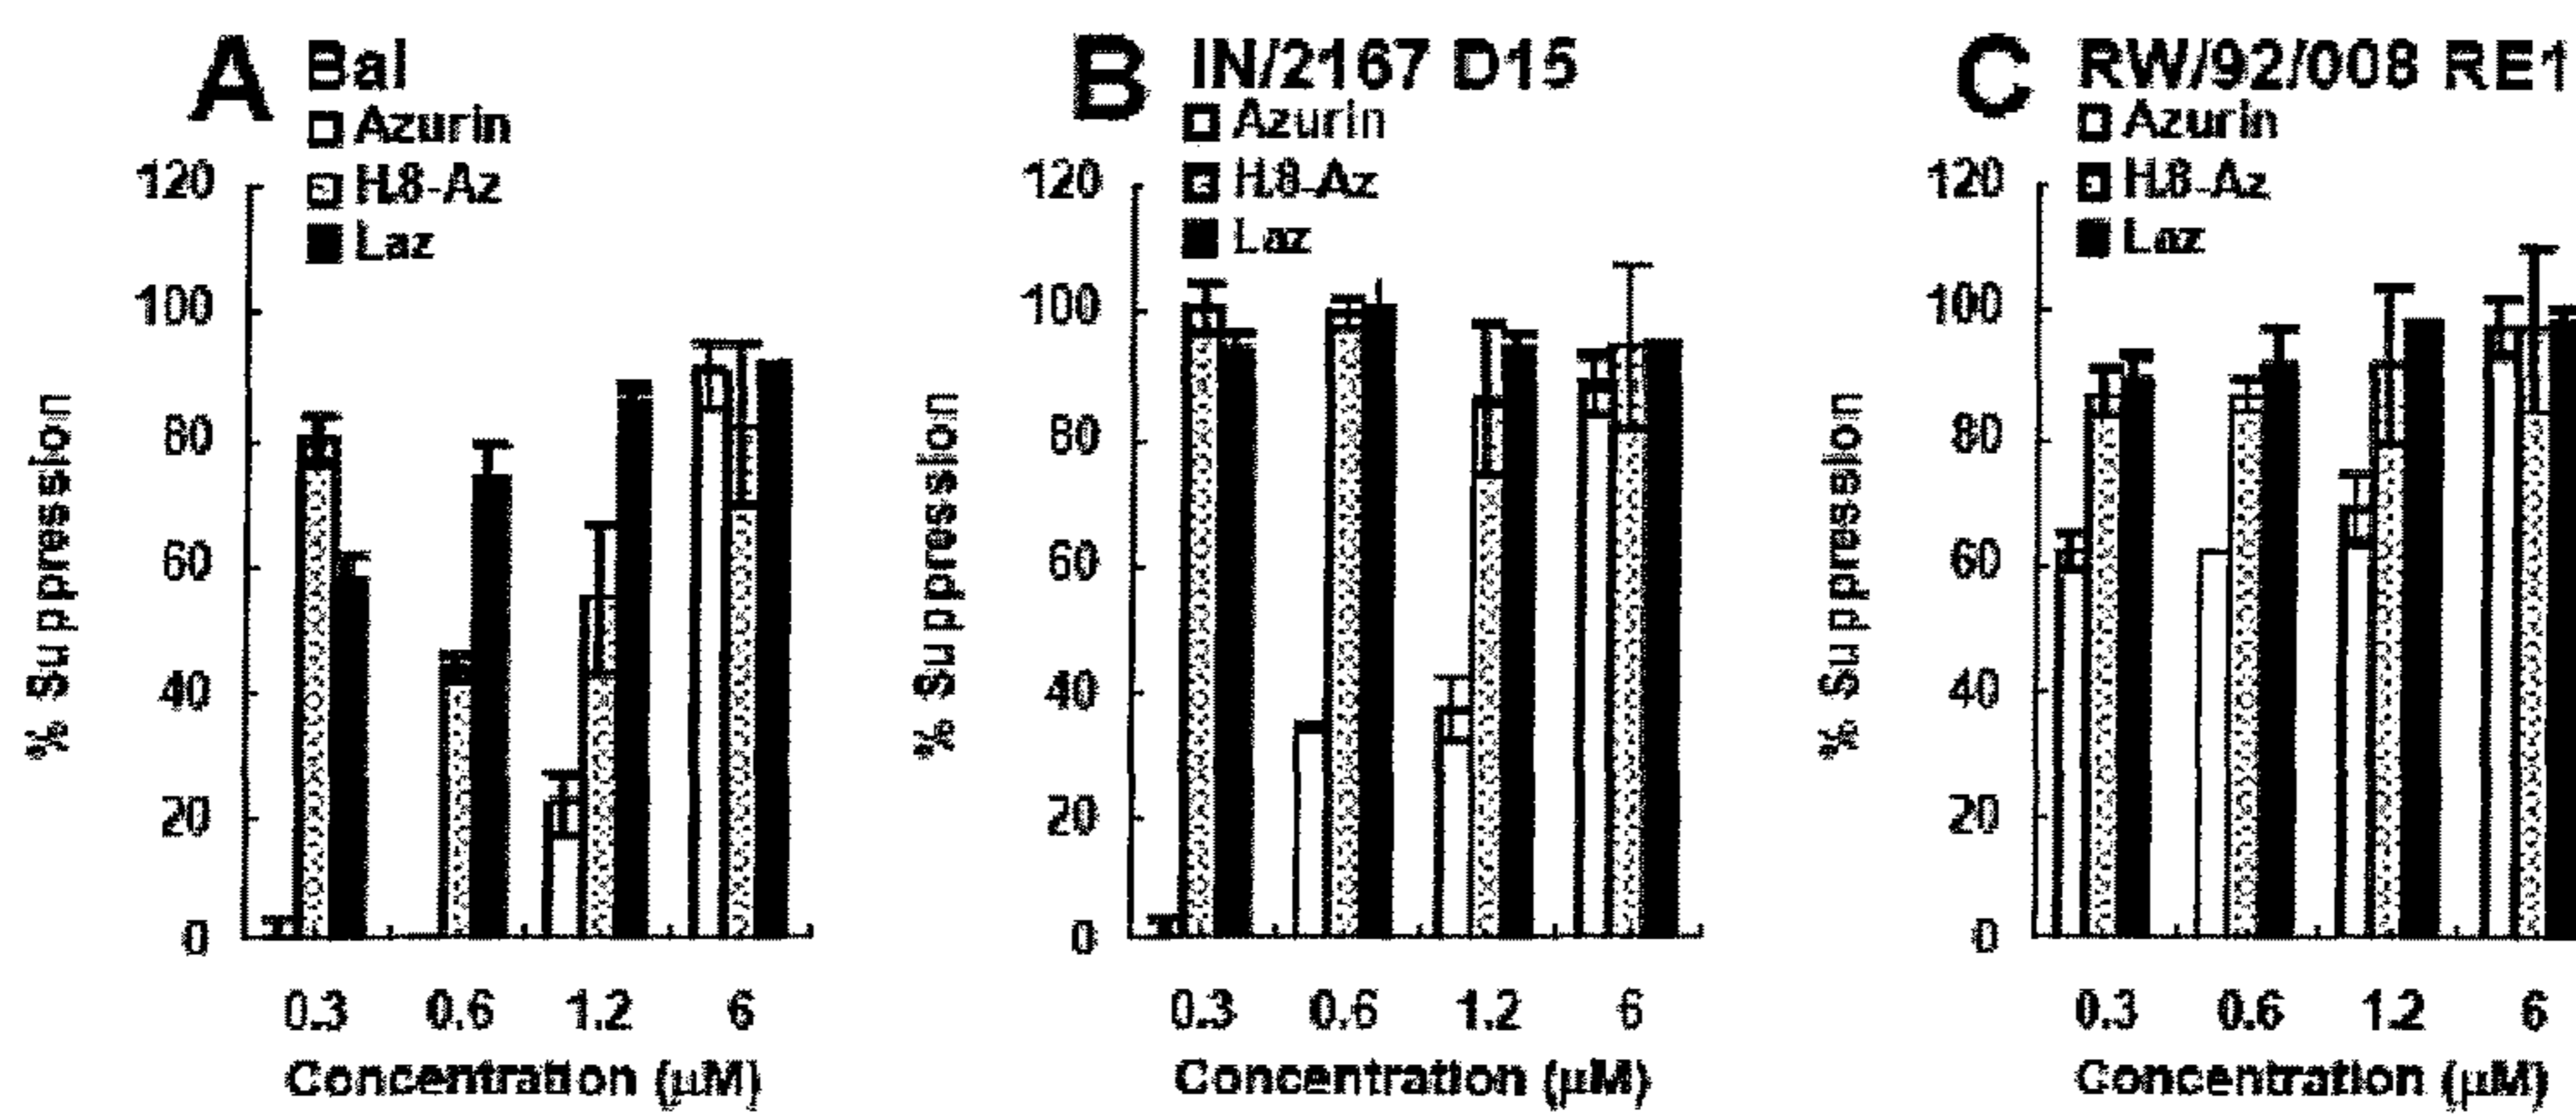 A Bal
Azurin
H.8-Az
Laz
120
100
80
60
40
20
0
% Suppression
0.3 0.6 1.2 6
Concentration (μM)
B IN/2167 D15
Azurin
H.8-Az
Laz
120
100
80
60
40
20
0
% Suppression
0.3 0.6 1.2 6
Concentration (μM)
C RW/92/008 RE1
Azurin
H.8-Az
Laz
120
100
80
60
40
20
0
% Suppression
0.3 0.6 1.2 6
Concentration (μM)